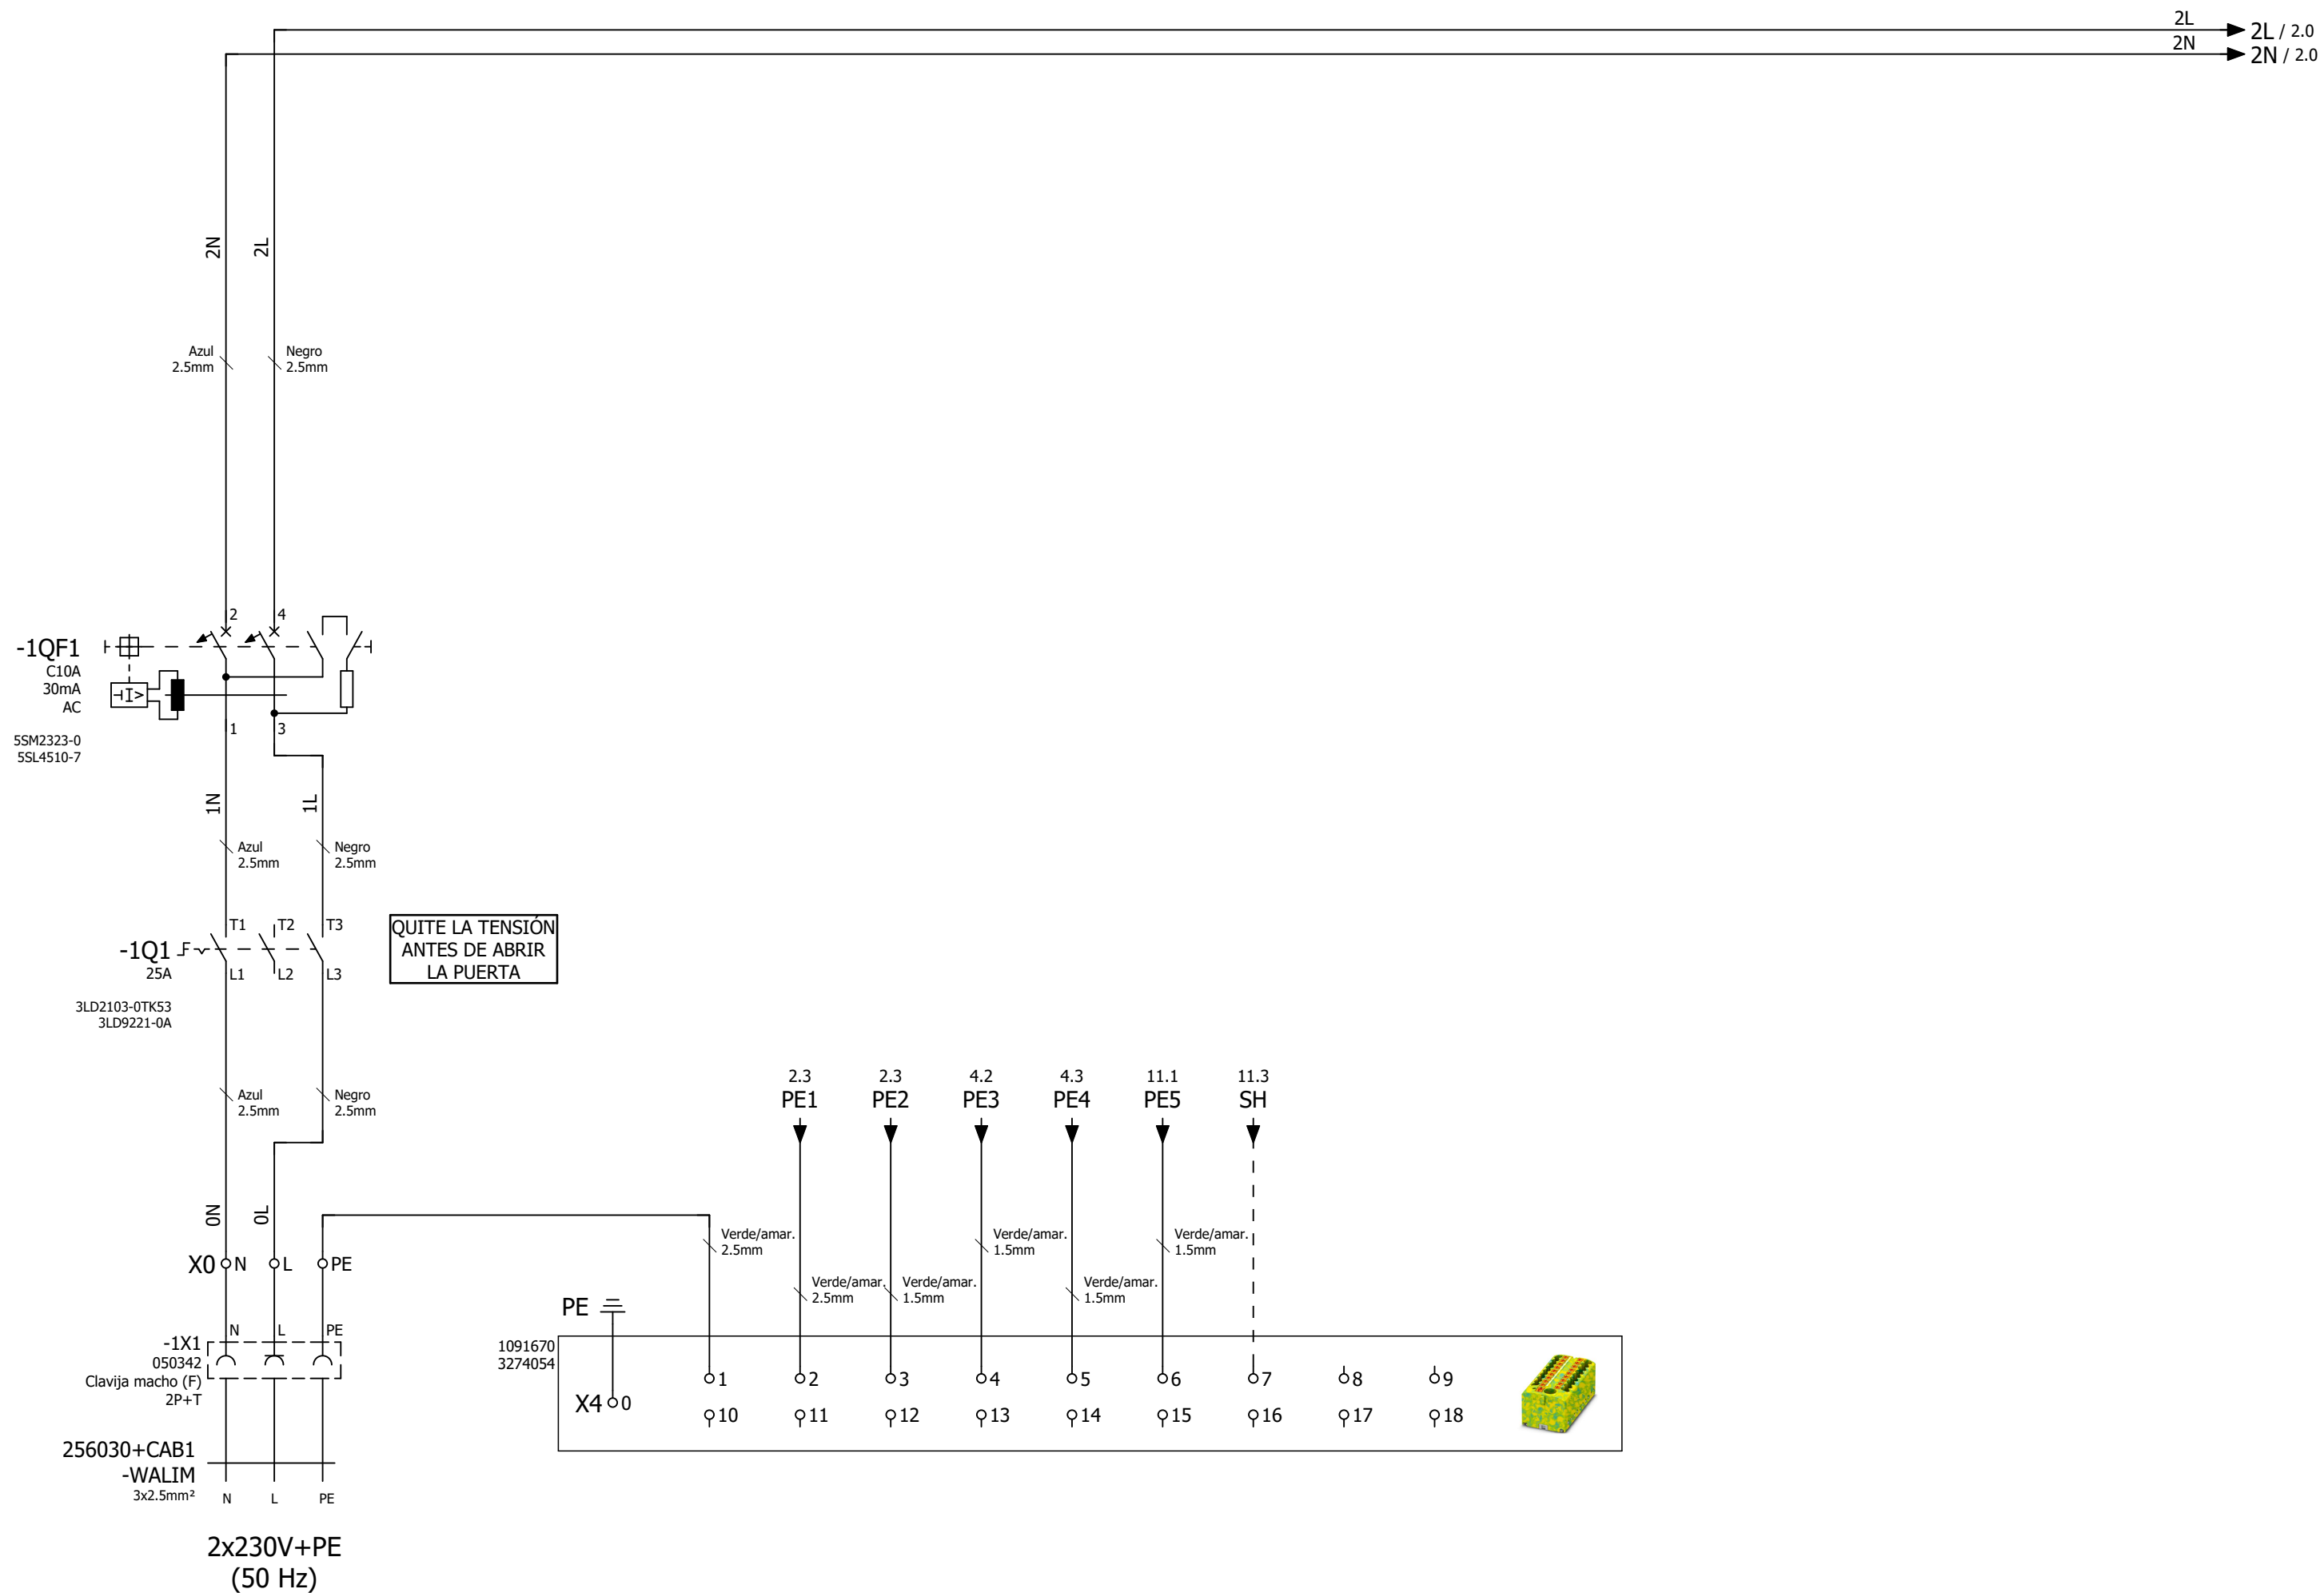 2L
2L / 2.0
2N
2N / 2.0
2N
2L
Azul
2.5mm
Negro
2.5mm
2
4
-1QF1
C10A
30mm
AC
5SM2323-0
5SL4510-7
1
3
1N
1L
Azul
2.5mm
Negro
2.5mm
T1
T2
T3
-1Q1
25A
L1
L2
L3
3LD2103-0TK53
3LD9221-0A
QUITE LA TENSIÓN
ANTES DE ABRIR
LA PUERTA
Azul
2.5mm
Negro
2.5mm
2.3
2.3
4.2
4.3
11.1
11.3
PE1
PE2
PE3
PE4
PE5
SH
0N
0L
Verde/amar.
2.5mm
Verde/amar.
1.5mm
Verde/amar.
1.5mm
Verde/amar.
2.5mm
Verde/amar.
1.5mm
Verde/amar.
1.5mm
X0
N
L
PE
PE
N
L
PE
-1X1
050342
Clavija macho (F)
2P+T
1091670
3274054
X4
0
1
2
3
4
5
6
7
8
9
10
11
12
13
14
15
16
17
18
256030+CAB1
-WALIM
3x2.5mm²
N
L
PE
2x230V+PE
(50 Hz)